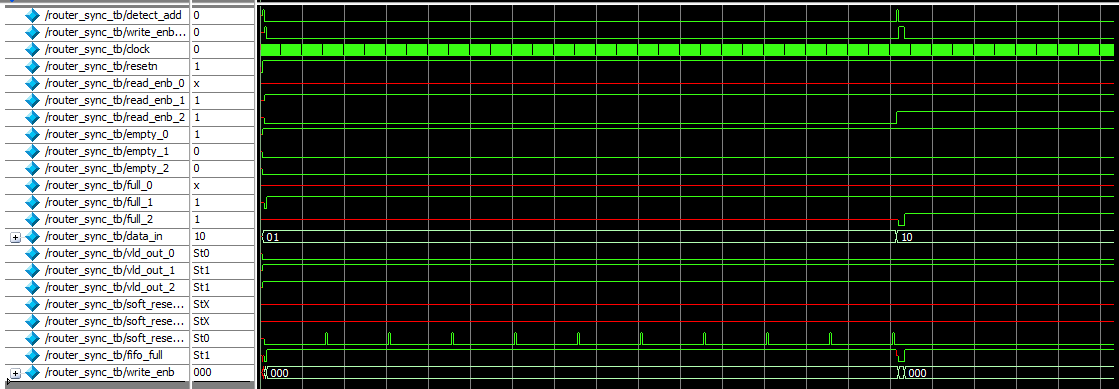 /router_sync_tb/detect_add 0
/router_sync_tb/write_enb... 0
/router_sync_tb/clock 0
/router_sync_tb/resetn 1
/router_sync_tb/read_enb_0 x
/router_sync_tb/read_enb_1 1
/router_sync_tb/read_enb_2 1
/router_sync_tb/empty_0 1
/router_sync_tb/empty_1 0
/router_sync_tb/empty_2 0
/router_sync_tb/full_0 x
/router_sync_tb/full_1 1
/router_sync_tb/full_2 1
/router_sync_tb/data_in 10 01 10
/router_sync_tb/vld_out_0 St0
/router_sync_tb/vld_out_1 St1
/router_sync_tb/vld_out_2 St1
/router_sync_tb/soft_rese... StX
/router_sync_tb/soft_rese... StX
/router_sync_tb/soft_rese... St0
/router_sync_tb/fifo_full St1
/router_sync_tb/write_enb 000 000 000